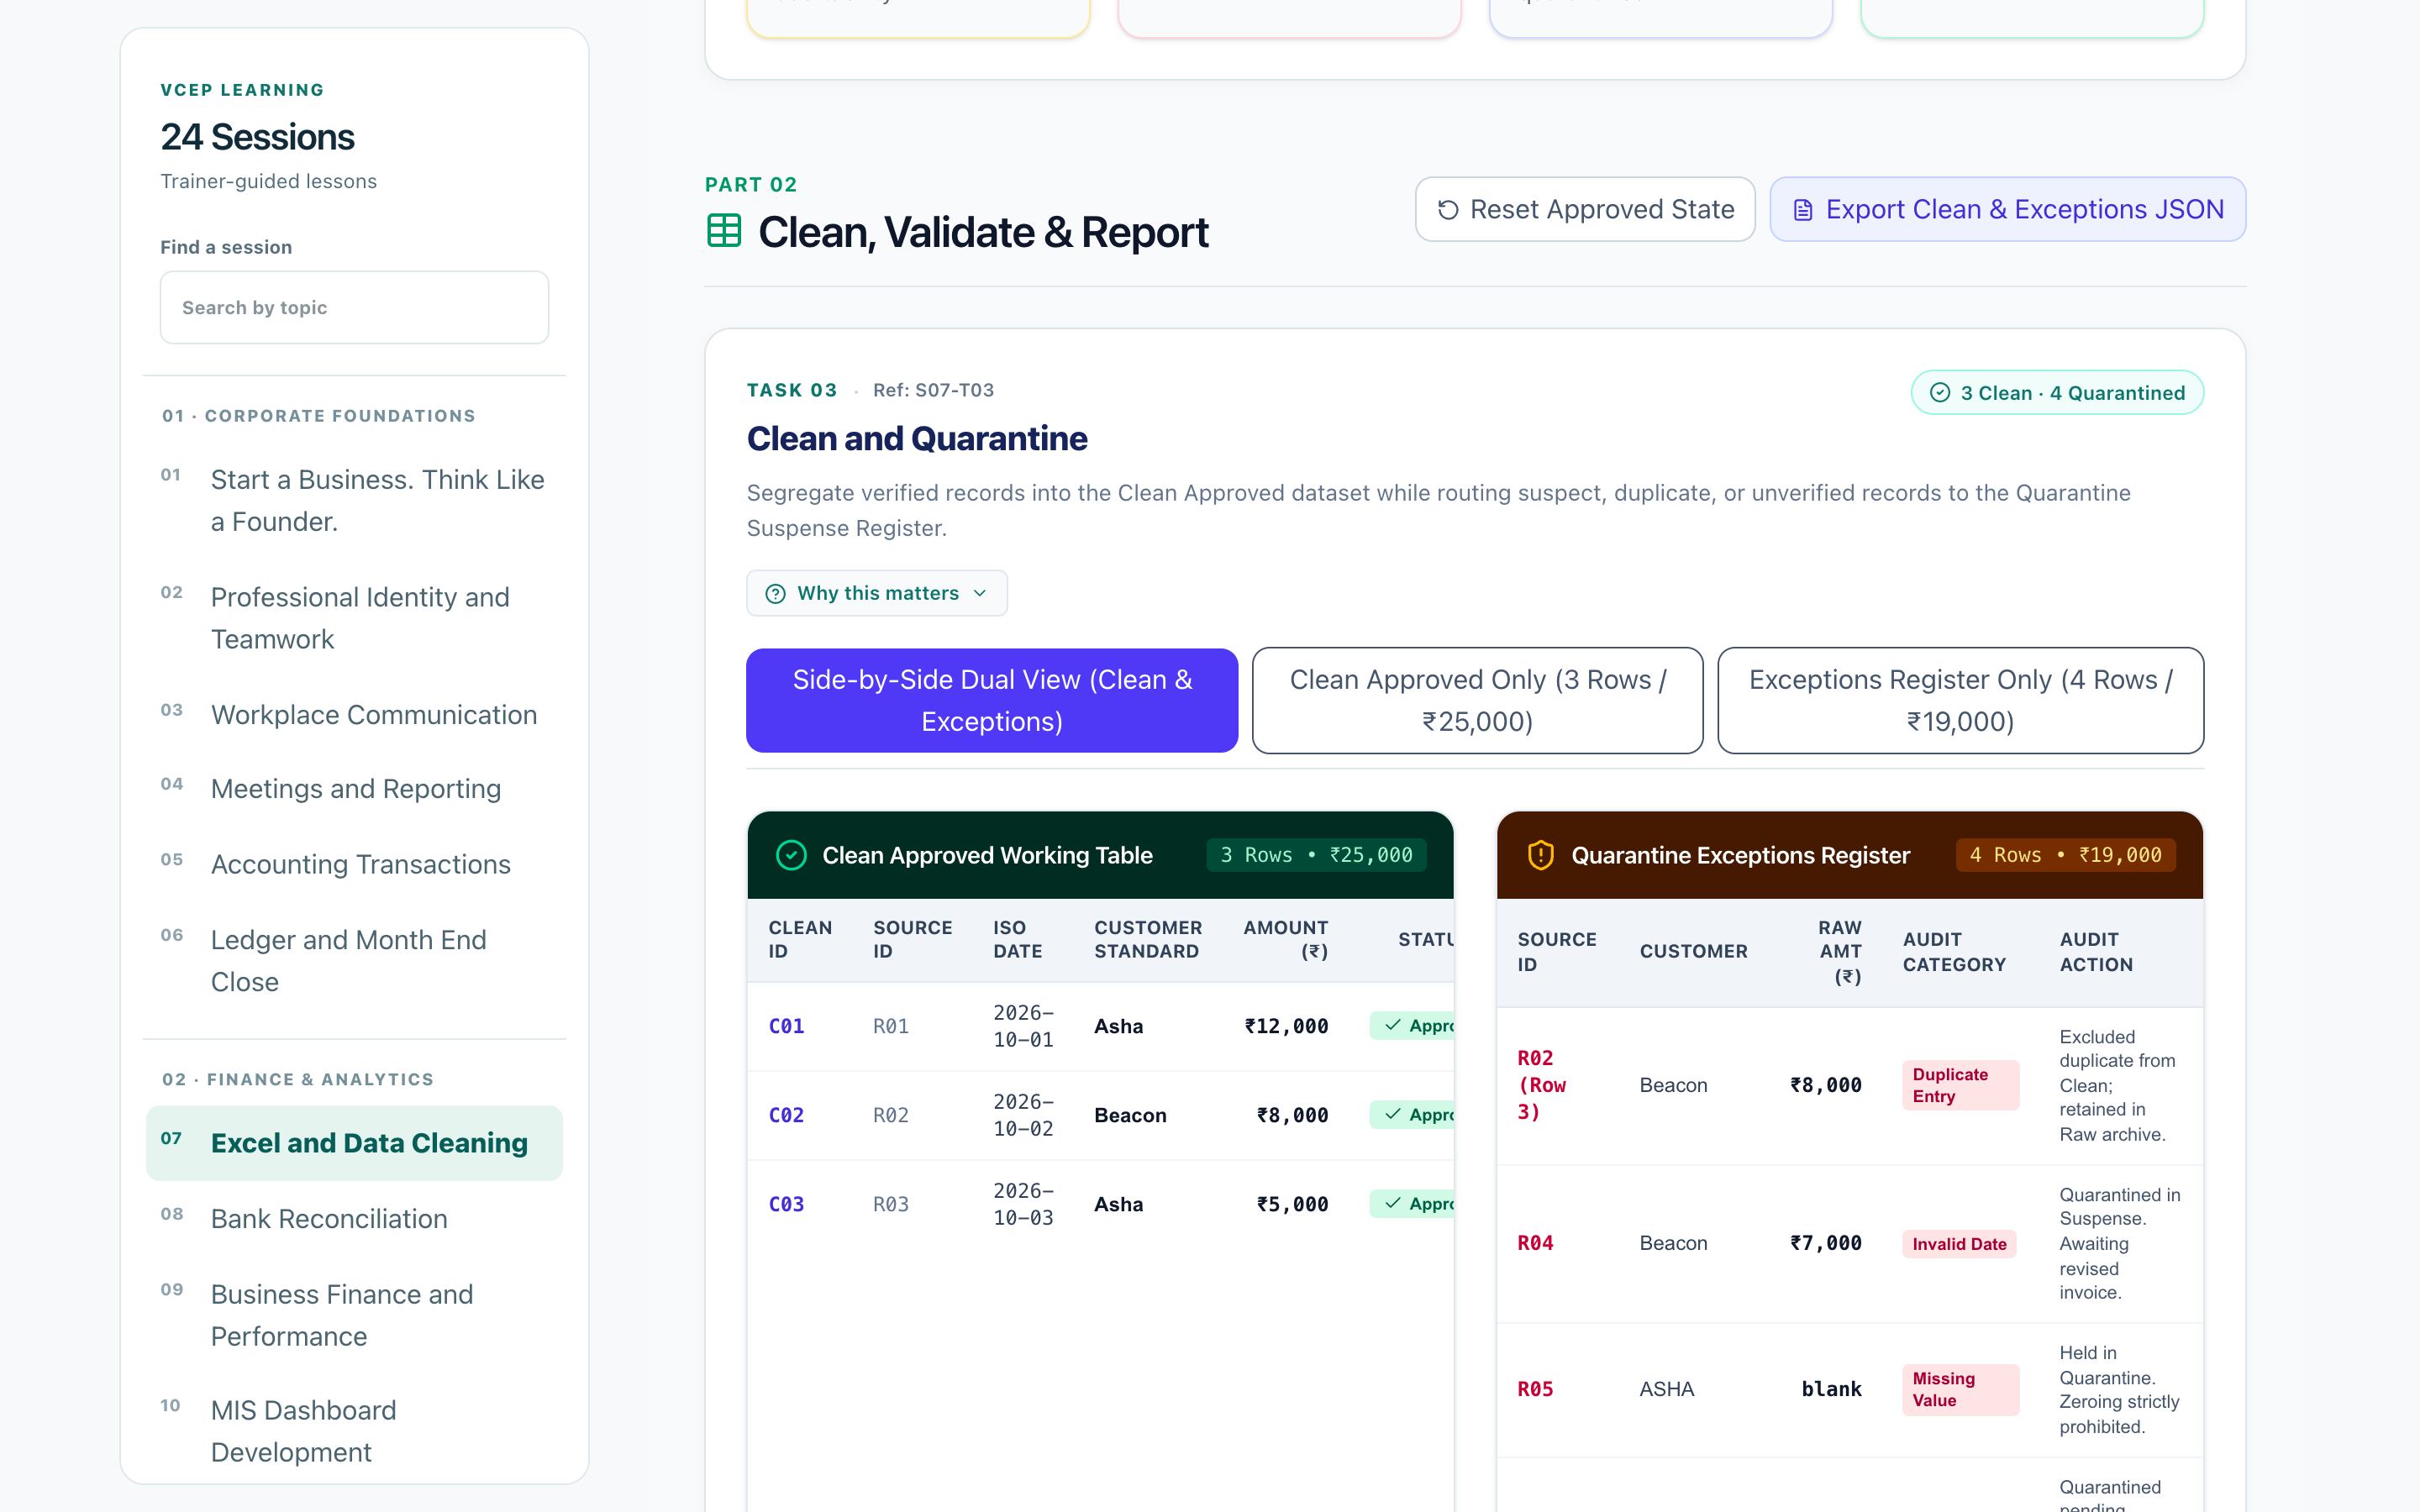 VCEP LEARNING
24 Sessions
Trainer-guided lessons
Find a session
Search by topic
01 · CORPORATE FOUNDATIONS
01 Start a Business. Think Like
a Founder.
02 Professional Identity and
Teamwork
03 Workplace Communication
04 Meetings and Reporting
05 Accounting Transactions
06 Ledger and Month End
Close
02 · FINANCE & ANALYTICS
07 Excel and Data Cleaning
08 Bank Reconciliation
09 Business Finance and
Performance
10 MIS Dashboard
Development
PART 02
Clean, Validate & Report
Reset Approved State
Export Clean & Exceptions JSON
TASK 03 · Ref: S07-T03
3 Clean · 4 Quarantined
Clean and Quarantine
Segregate verified records into the Clean Approved dataset while routing suspect, duplicate, or unverified records to the Quarantine
Suspense Register.
Why this matters
Side-by-Side Dual View (Clean &
Exceptions)
Clean Approved Only (3 Rows /
₹25,000)
Exceptions Register Only (4 Rows /
₹19,000)
Clean Approved Working Table 3 Rows • ₹25,000
CLEAN
ID
SOURCE
ID
ISO
DATE
CUSTOMER
STANDARD
AMOUNT
(₹)
STATU
C01 R01 2026-
10-01 Asha ₹12,000 Appro
C02 R02 2026-
10-02 Beacon ₹8,000 Appro
C03 R03 2026-
10-03 Asha ₹5,000 Appro
Quarantine Exceptions Register 4 Rows • ₹19,000
SOURCE
ID
CUSTOMER
RAW
AMT
(₹)
AUDIT
CATEGORY
AUDIT
ACTION
R02
(Row
3)
Beacon
₹8,000
Duplicate
Entry
Excluded
duplicate from
Clean;
retained in
Raw archive.
R04
Beacon
₹7,000
Invalid Date
Quarantined in
Suspense.
Awaiting
revised
invoice.
R05
ASHA
blank
Missing
Value
Held in
Quarantine.
Zeroing strictly
prohibited.
Quarantined